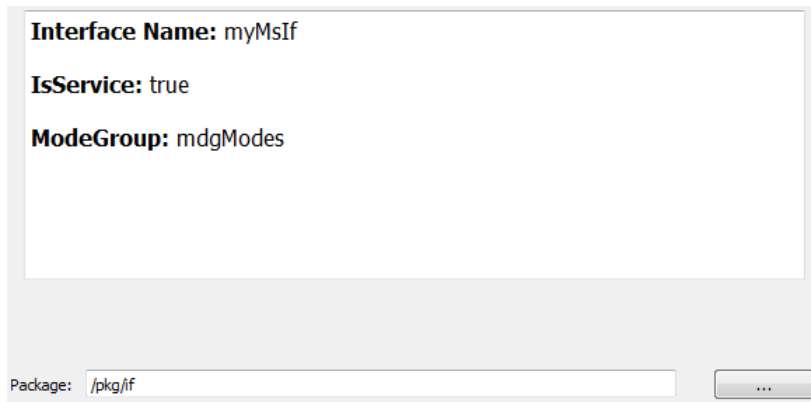 Interface Name: myMsIf
IsService: true
ModeGroup: mdgModes
Package: /pkg/if
...